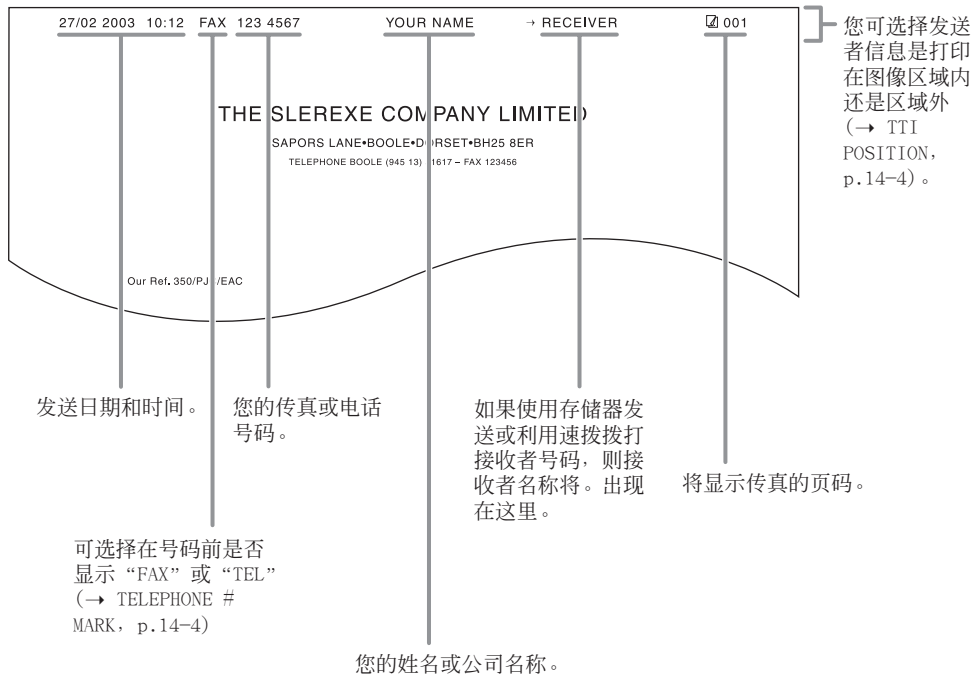 27/02 2003 10:12 FAX 123 4567 YOUR NAME → RECEIVER 001
您可选择发送
者信息是打印
在图像区域内
还是区域外
(→ TTI
POSITION,
p.14-4)。
THE SLEREXE COMPANY LIMITED
SAPORS LANE•BOOLE•DORSET•BH25 8ER
TELEPHONE BOOLE (945 13) 1617 – FAX 123456
Our Ref. 350/PJ/EAC
发送日期和时间。
您的传真或电话
号码。
如果使用存储器发
送或利用速拨拨打
接收者号码，则接
收者名称将。出现
在这里。
将显示传真的页码。
可选择在号码前是否
显示“FAX”或“TEL”
(→ TELEPHONE #
MARK, p.14-4)
您的姓名或公司名称。